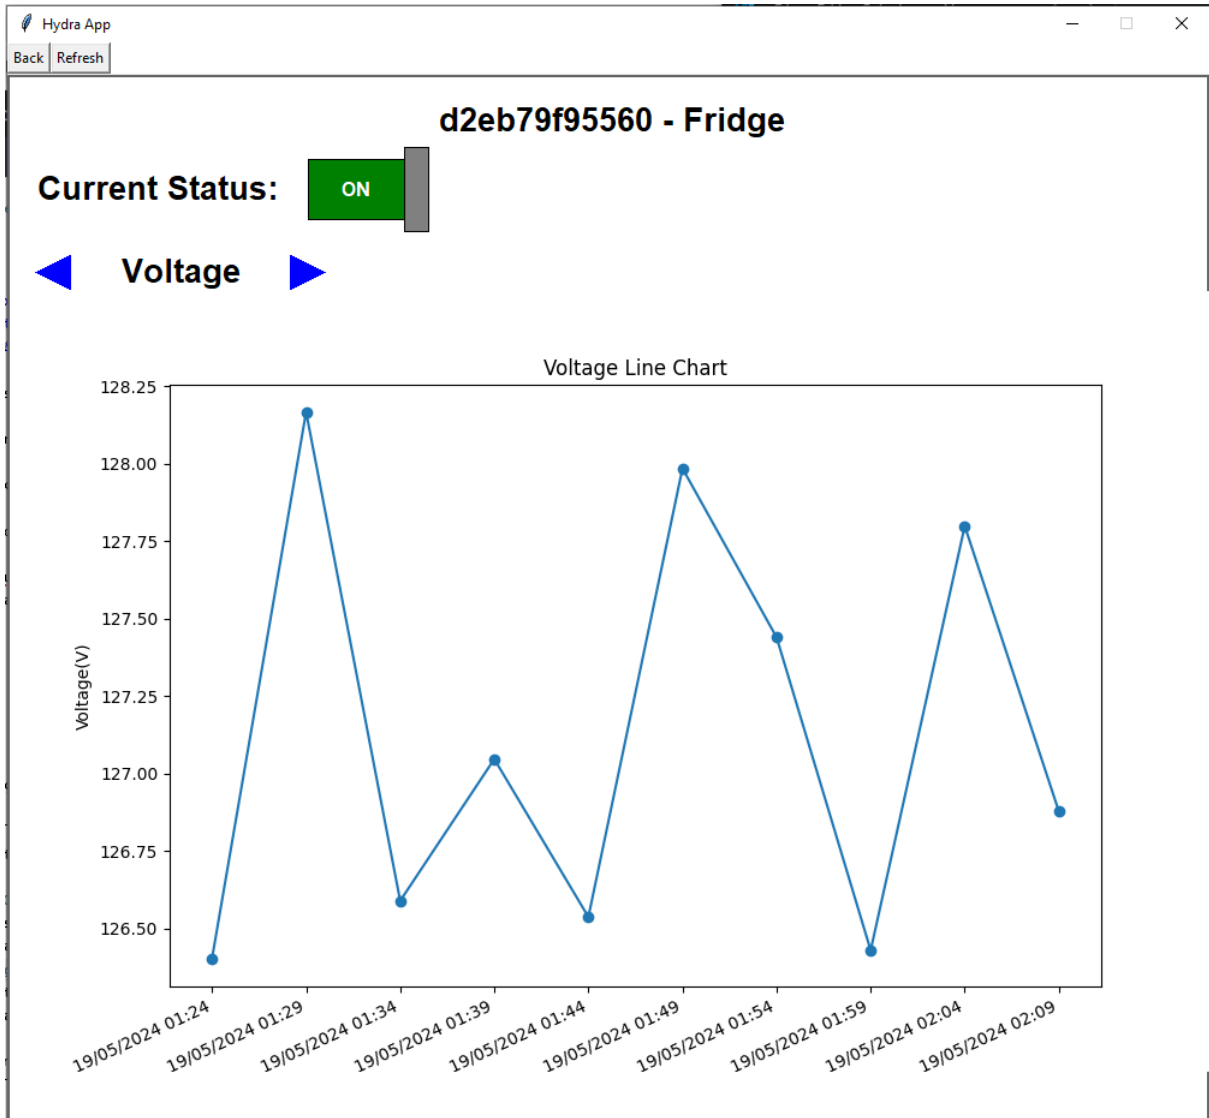 Hydra App
Back Refresh
d2eb79f95560 - Fridge
Current Status: ON
Voltage
Voltage Line Chart
128.25
128.00
127.75
127.50
127.25
127.00
126.75
126.50
Voltage(V)
19/05/2024 01:24
19/05/2024 01:29
19/05/2024 01:34
19/05/2024 01:39
19/05/2024 01:44
19/05/2024 01:49
19/05/2024 01:54
19/05/2024 01:59
19/05/2024 02:04
19/05/2024 02:09